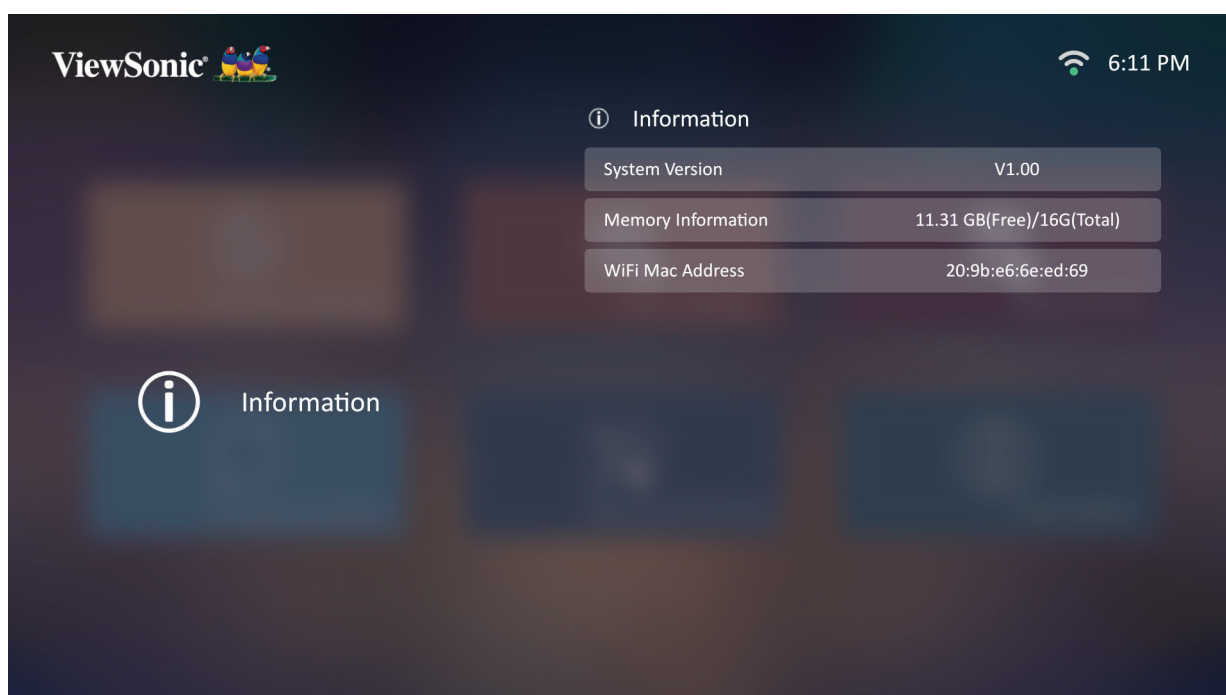 ViewSonic®
6:11 PM
Information
System Version V1.00
Memory Information 11.31 GB(Free)/16G(Total)
WiFi Mac Address 20:9b:e6:6e:ed:69
Information